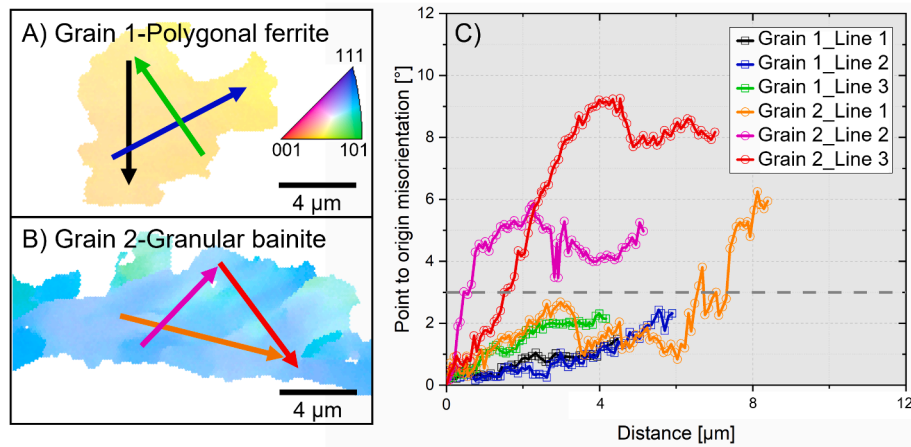 A) Grain 1-Polygonal ferrite
111
001
101
4 µm
B) Grain 2-Granular bainite
4 µm
C)
Point to origin misorientation [°]
12
10
8
6
4
2
0
0
4
8
12
Distance [µm]
Grain 1_Line 1
Grain 1_Line 2
Grain 1_Line 3
Grain 2_Line 1
Grain 2_Line 2
Grain 2_Line 3